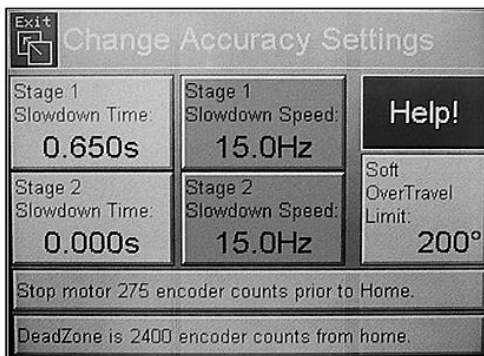 Exit
Change Accuracy Settings
Stage 1
Slowdown Time:
0.650s
Stage 1
Slowdown Speed:
15.0Hz
Help!
Stage 2
Slowdown Time:
0.000s
Stage 2
Slowdown Speed:
15.0Hz
Soft
OverTravel
Limit:
200°
Stop motor 275 encoder counts prior to Home.
DeadZone is 2400 encoder counts from home.